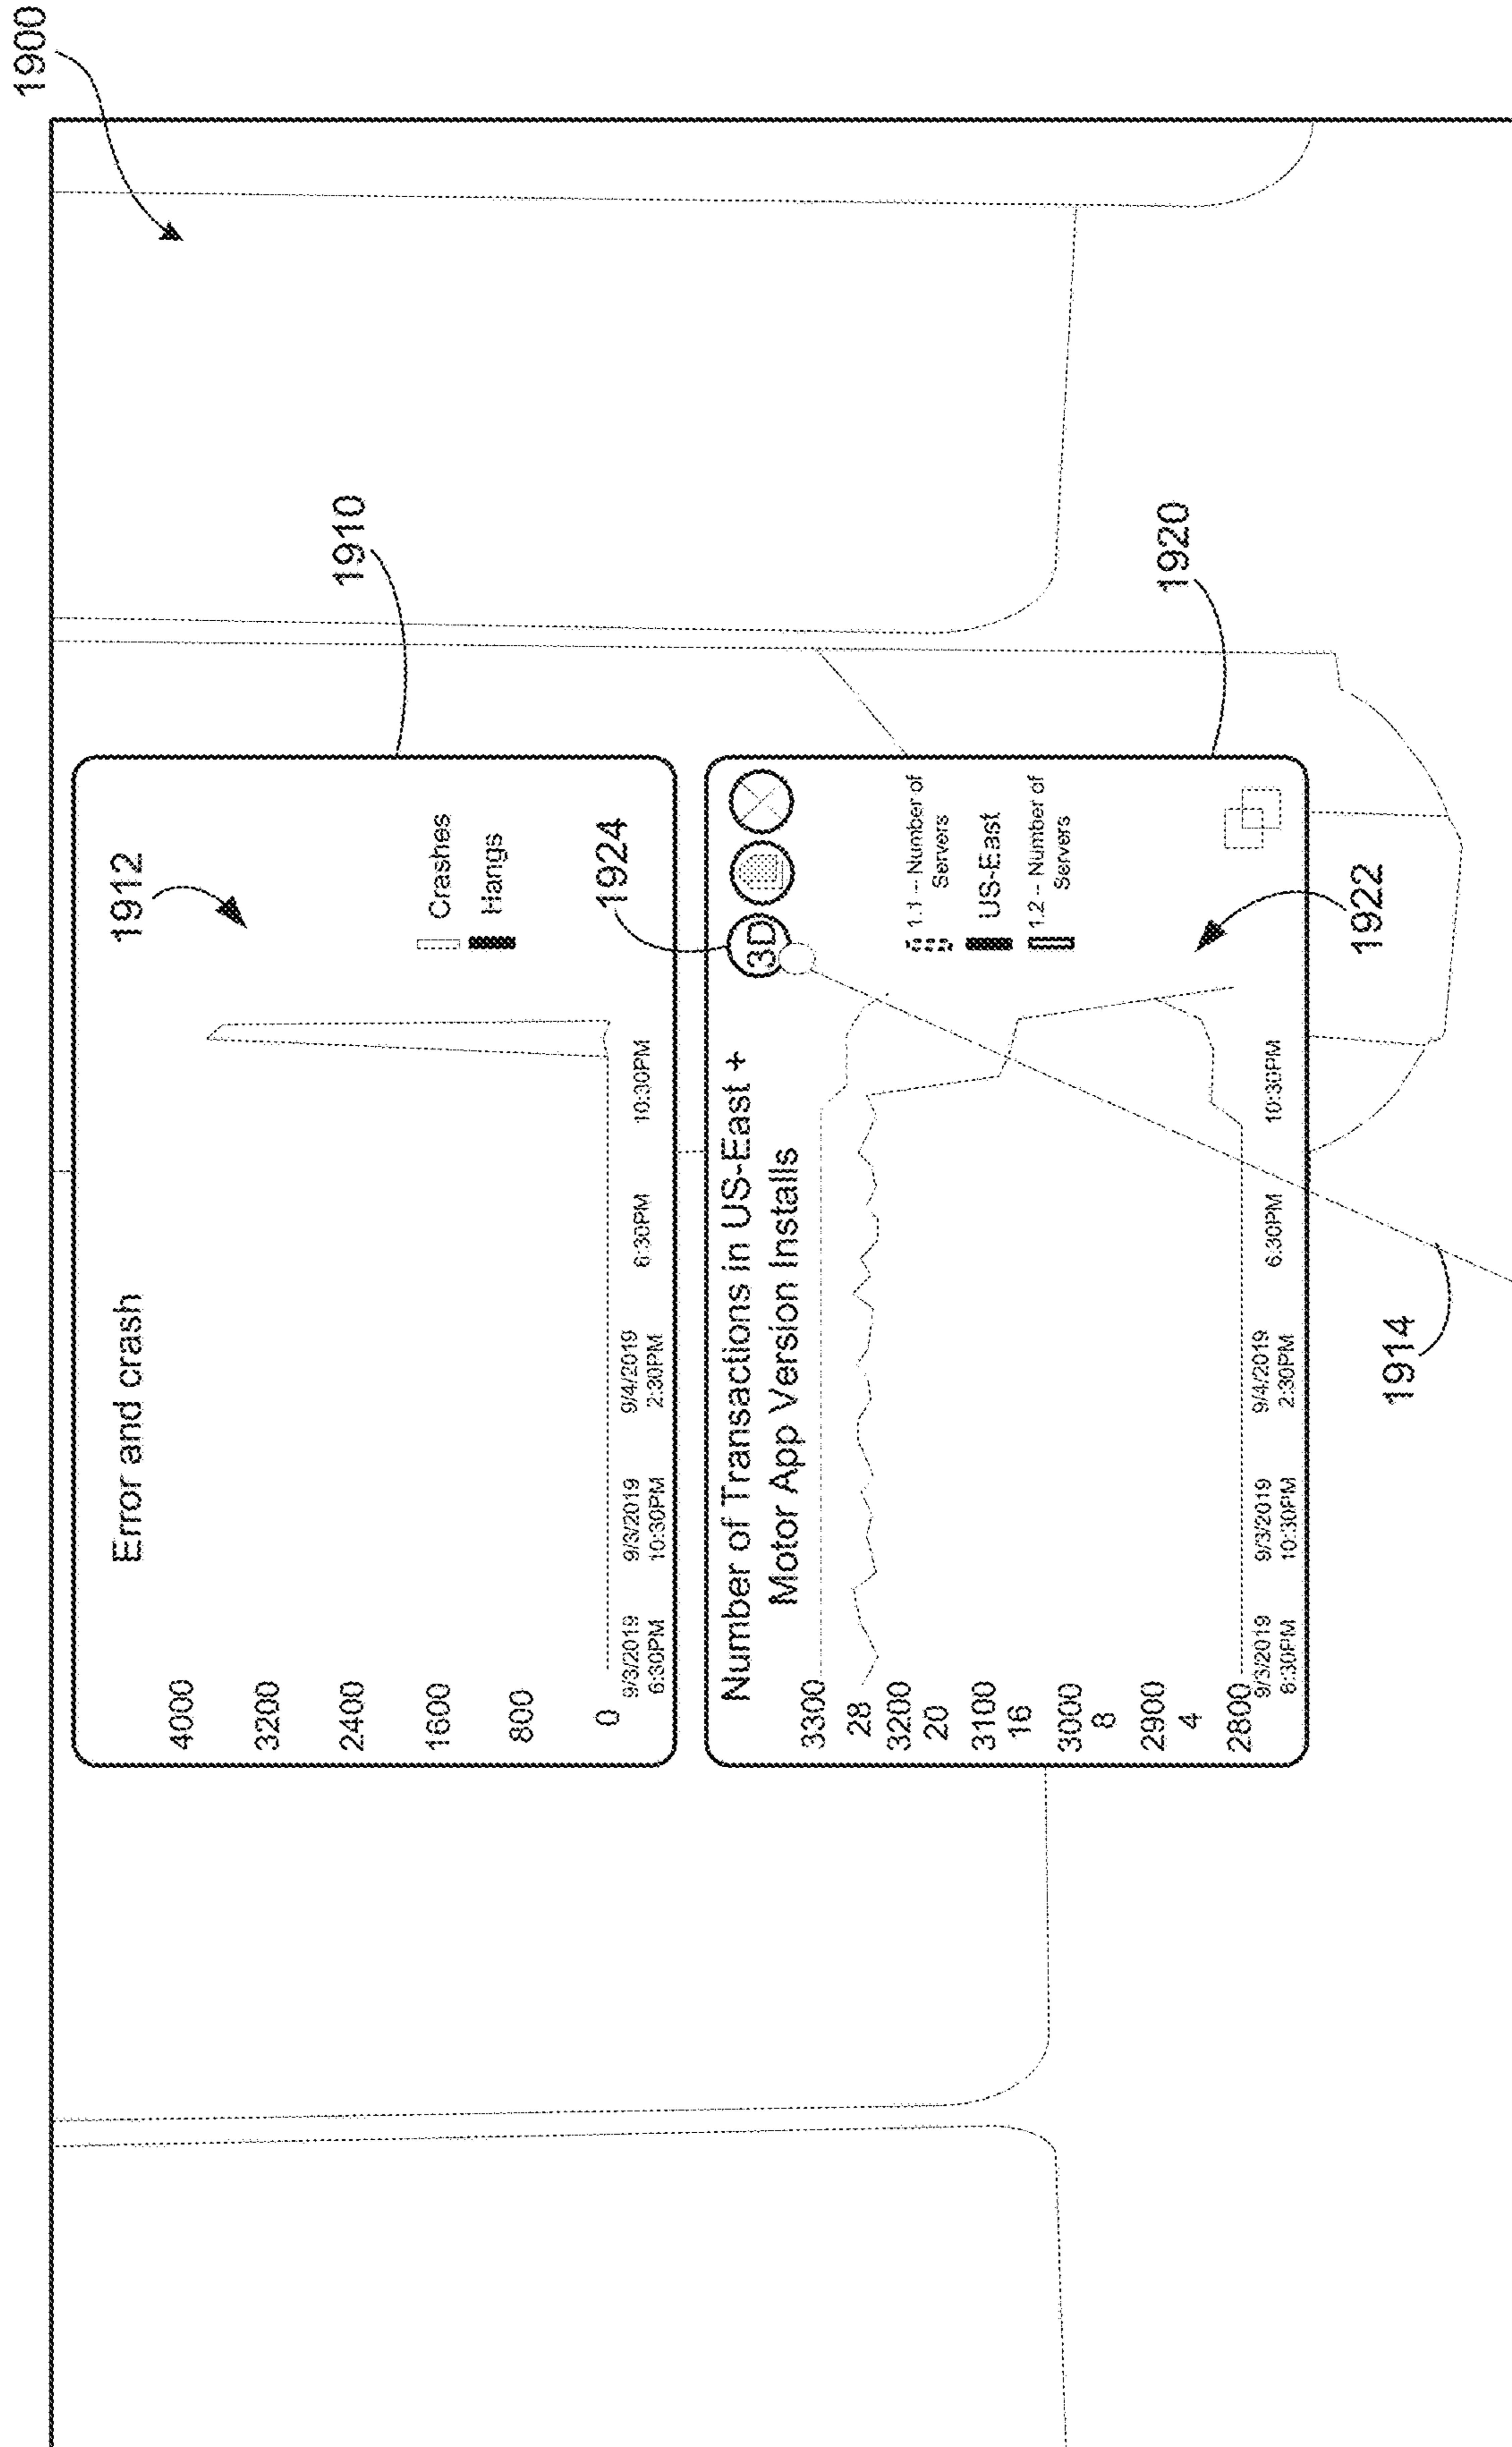 1900
1910
1912
Error and crash
4000
3200
2400
1600
800
0
Crashes
Hangs
9/3/2019
6:30PM
9/3/2019
10:30PM
9/4/2019
2:30PM
6:30PM
10:30PM
1924
1920
Number of Transactions in US-East +
Motor App Version Installs
3D
3300
28
3200
20
3100
16
3000
8
2900
4
2800
1.1 – Number of
Servers
US-East
1.2 – Number of
Servers
9/3/2019
6:30PM
9/3/2019
10:30PM
9/4/2019
2:30PM
6:30PM
10:30PM
1922
1914